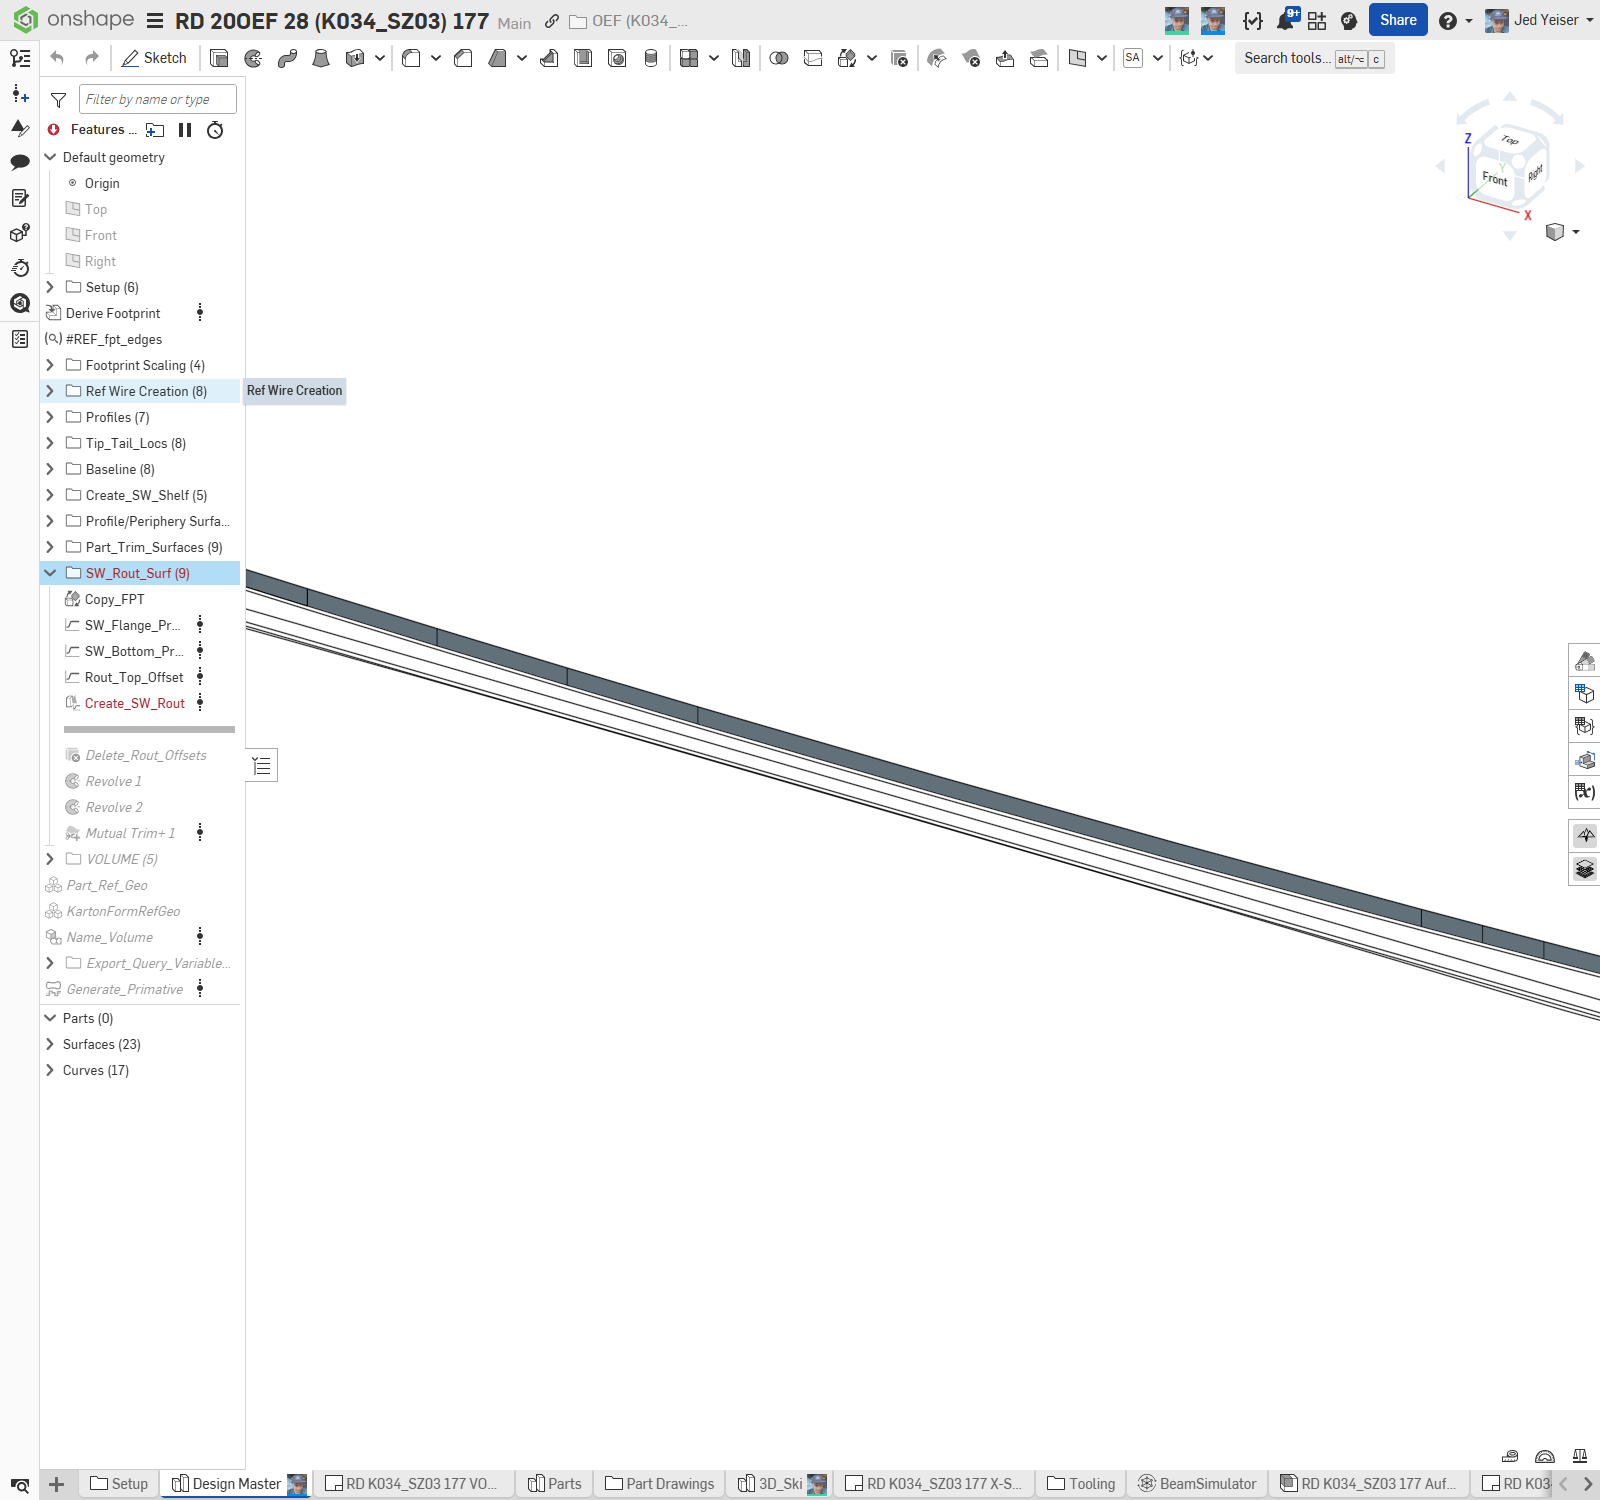 onshape RD 20OEF 28 (K034_SZ03) 177 Main OEF (K034_... 9+ Share Jed Yeiser
Sketch SA Search tools... alt/⌥ c
Filter by name or type
Features ...
Default geometry
Origin
Top
Front
Right
Setup (6)
Derive Footprint
#REF_fpt_edges
Footprint Scaling (4)
Ref Wire Creation (8)
Ref Wire Creation
Profiles (7)
Tip_Tail_Locs (8)
Baseline (8)
Create_SW_Shelf (5)
Profile/Periphery Surfa...
Part_Trim_Surfaces (9)
SW_Rout_Surf (9)
Copy_FPT
SW_Flange_Pr...
SW_Bottom_Pr...
Rout_Top_Offset
Create_SW_Rout
Delete_Rout_Offsets
Revolve 1
Revolve 2
Mutual Trim+ 1
VOLUME (5)
Part_Ref_Geo
KartonFormRefGeo
Name_Volume
Export_Query_Variable...
Generate_Primative
Parts (0)
Surfaces (23)
Curves (17)
Z
Top
Y
Front Right
X
Setup Design Master RD K034_SZ03 177 VO... Parts Part Drawings 3D_Ski RD K034_SZ03 177 X-S... Tooling BeamSimulator RD K034_SZ03 177 Auf... RD K03